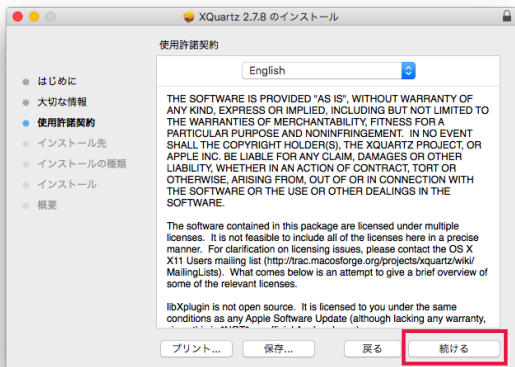 XQuartz 2.7.8 のインストール
使用許諾契約
English
はじめに
大切な情報
使用許諾契約
インストール先
インストールの種類
インストール
概要
THE SOFTWARE IS PROVIDED "AS IS", WITHOUT WARRANTY OF
ANY KIND, EXPRESS OR IMPLIED, INCLUDING BUT NOT LIMITED TO
THE WARRANTIES OF MERCHANTABILITY, FITNESS FOR A
PARTICULAR PURPOSE AND NONINFRINGEMENT. IN NO EVENT
SHALL THE COPYRIGHT HOLDER(S), THE XQUARTZ PROJECT, OR
APPLE INC. BE LIABLE FOR ANY CLAIM, DAMAGES OR OTHER
LIABILITY, WHETHER IN AN ACTION OF CONTRACT, TORT OR
OTHERWISE, ARISING FROM, OUT OF OR IN CONNECTION WITH
THE SOFTWARE OR THE USE OR OTHER DEALINGS IN THE
SOFTWARE.
The software contained in this package are licensed under multiple
licenses. It is not feasible to include all of the licenses here in a precise
manner. For clarification on licensing issues, please contact the OS X
X11 Users mailing list (http://trac.macosforge.org/projects/xquartz/wiki/
MailingLists). What comes below is an attempt to give a brief overview of
some of the relevant licenses.
libXplugin is not open source. It is licensed to you under the same
conditions as any Apple Software Update (although lacking any warranty,
プリント...
保存...
戻る
続ける